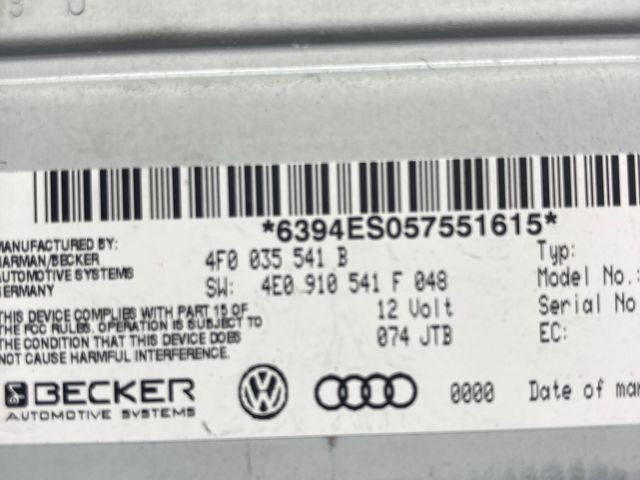 *6394ES057551615*
MANUFACTURED BY:
HARMAN/BECKER
AUTOMOTIVE SYSTEMS
GERMANY
4F0 035 541 B
SW: 4E0 910 541 F 048
12 Volt
074 JTB
Typ:
Model No.:
Serial No
EC:
THIS DEVICE COMPLIES WITH PART 15 OF
THE FCC RULES. OPERATION IS SUBJECT TO
THE CONDITION THAT THIS DEVICE DOES
NOT CAUSE HARMFUL INTERFERENCE.
BECKER
AUTOMOTIVE SYSTEMS
0000 Date of man